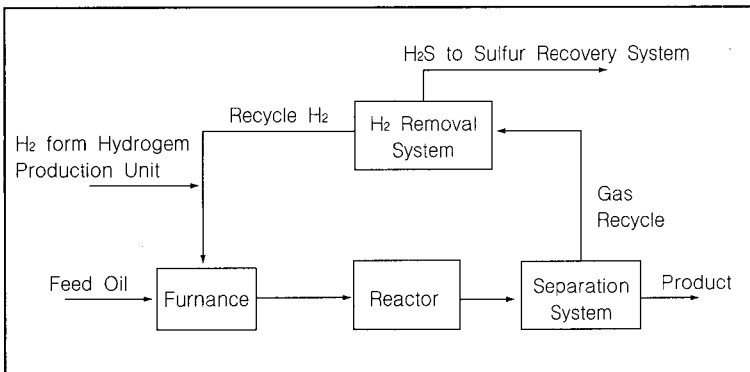 H2S to Sulfur Recovery System
Recycle H2
H2 Removal
System
H2 form Hydrogem
Production Unit
Gas
Recycle
Feed Oil
Furnance
Reactor
Separation
System
Product